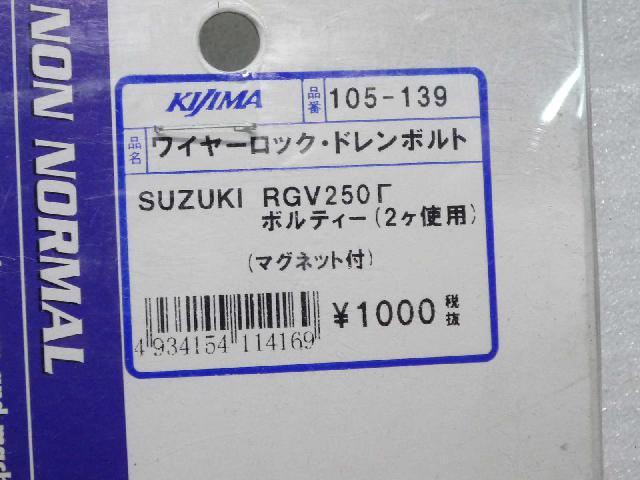 NON NORMAL
KIJIMA
品番
105-139
品名
ワイヤーロック・ドレンボルト
SUZUKI RGV250Γ
ボルティー(2ヶ使用)
(マグネット付)
¥1000 税抜
4 934154 114169
and mach